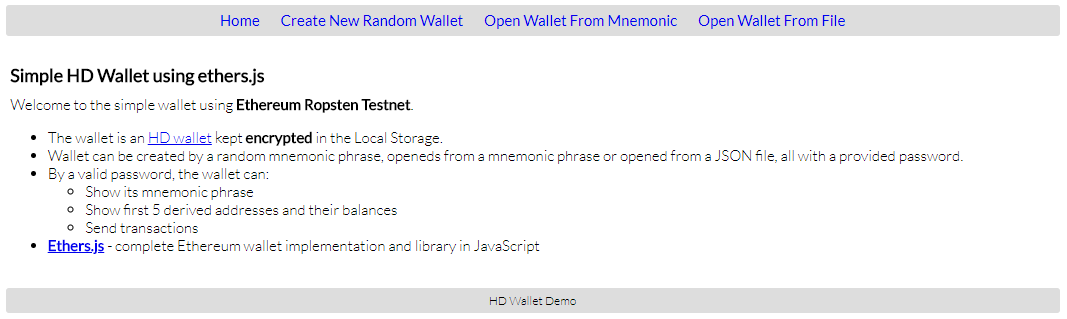 Home Create New Random Wallet Open Wallet From Mnemonic Open Wallet From File
Simple HD Wallet using ethers.js
Welcome to the simple wallet using Ethereum Ropsten Testnet.
The wallet is an HD wallet kept encrypted in the Local Storage.
Wallet can be created by a random mnemonic phrase, openeds from a mnemonic phrase or opened from a JSON file, all with a provided password.
By a valid password, the wallet can:
Show its mnemonic phrase
Show first 5 derived addresses and their balances
Send transactions
Ethers.js - complete Ethereum wallet implementation and library in JavaScript
HD Wallet Demo